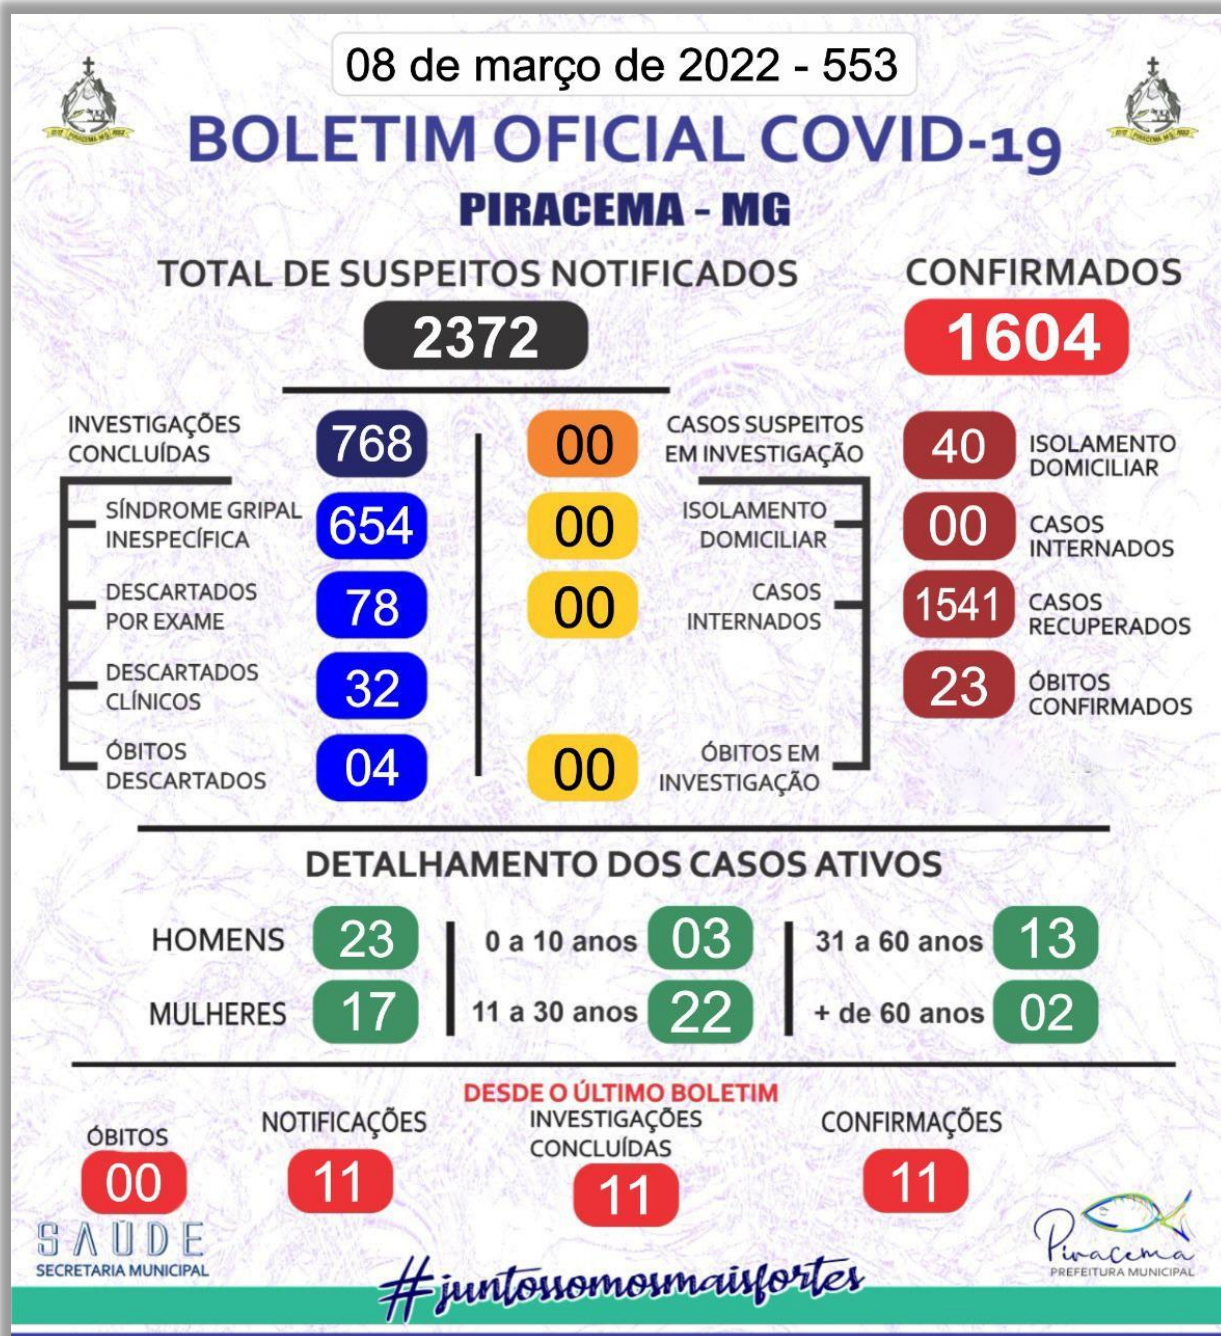 08 de março de 2022 - 553
BOLETIM OFICIAL COVID-19
PIRACEMA - MG
TOTAL DE SUSPEITOS NOTIFICADOS
2372
CONFIRMADOS
1604
INVESTIGAÇÕES
CONCLUÍDAS
768
SÍNDROME GRIPAL
INESPECÍFICA
654
DESCARTADOS
POR EXAME
78
DESCARTADOS
CLÍNICOS
32
ÓBITOS
DESCARTADOS
04
00
CASOS SUSPEITOS
EM INVESTIGAÇÃO
00
ISOLAMENTO
DOMICILIAR
00
CASOS
INTERNADOS
00
ÓBITOS EM
INVESTIGAÇÃO
40
ISOLAMENTO
DOMICILIAR
00
CASOS
INTERNADOS
1541
CASOS
RECUPERADOS
23
ÓBITOS
CONFIRMADOS
DETALHAMENTO DOS CASOS ATIVOS
HOMENS 23
MULHERES 17
0 a 10 anos 03
11 a 30 anos 22
31 a 60 anos 13
+ de 60 anos 02
DESDE O ÚLTIMO BOLETIM
ÓBITOS
00
NOTIFICAÇÕES
11
INVESTIGAÇÕES
CONCLUÍDAS
11
CONFIRMAÇÕES
11
SAÚDE
SECRETARIA MUNICIPAL
#juntossomosmaisfortes
Piracema
PREFEITURA MUNICIPAL